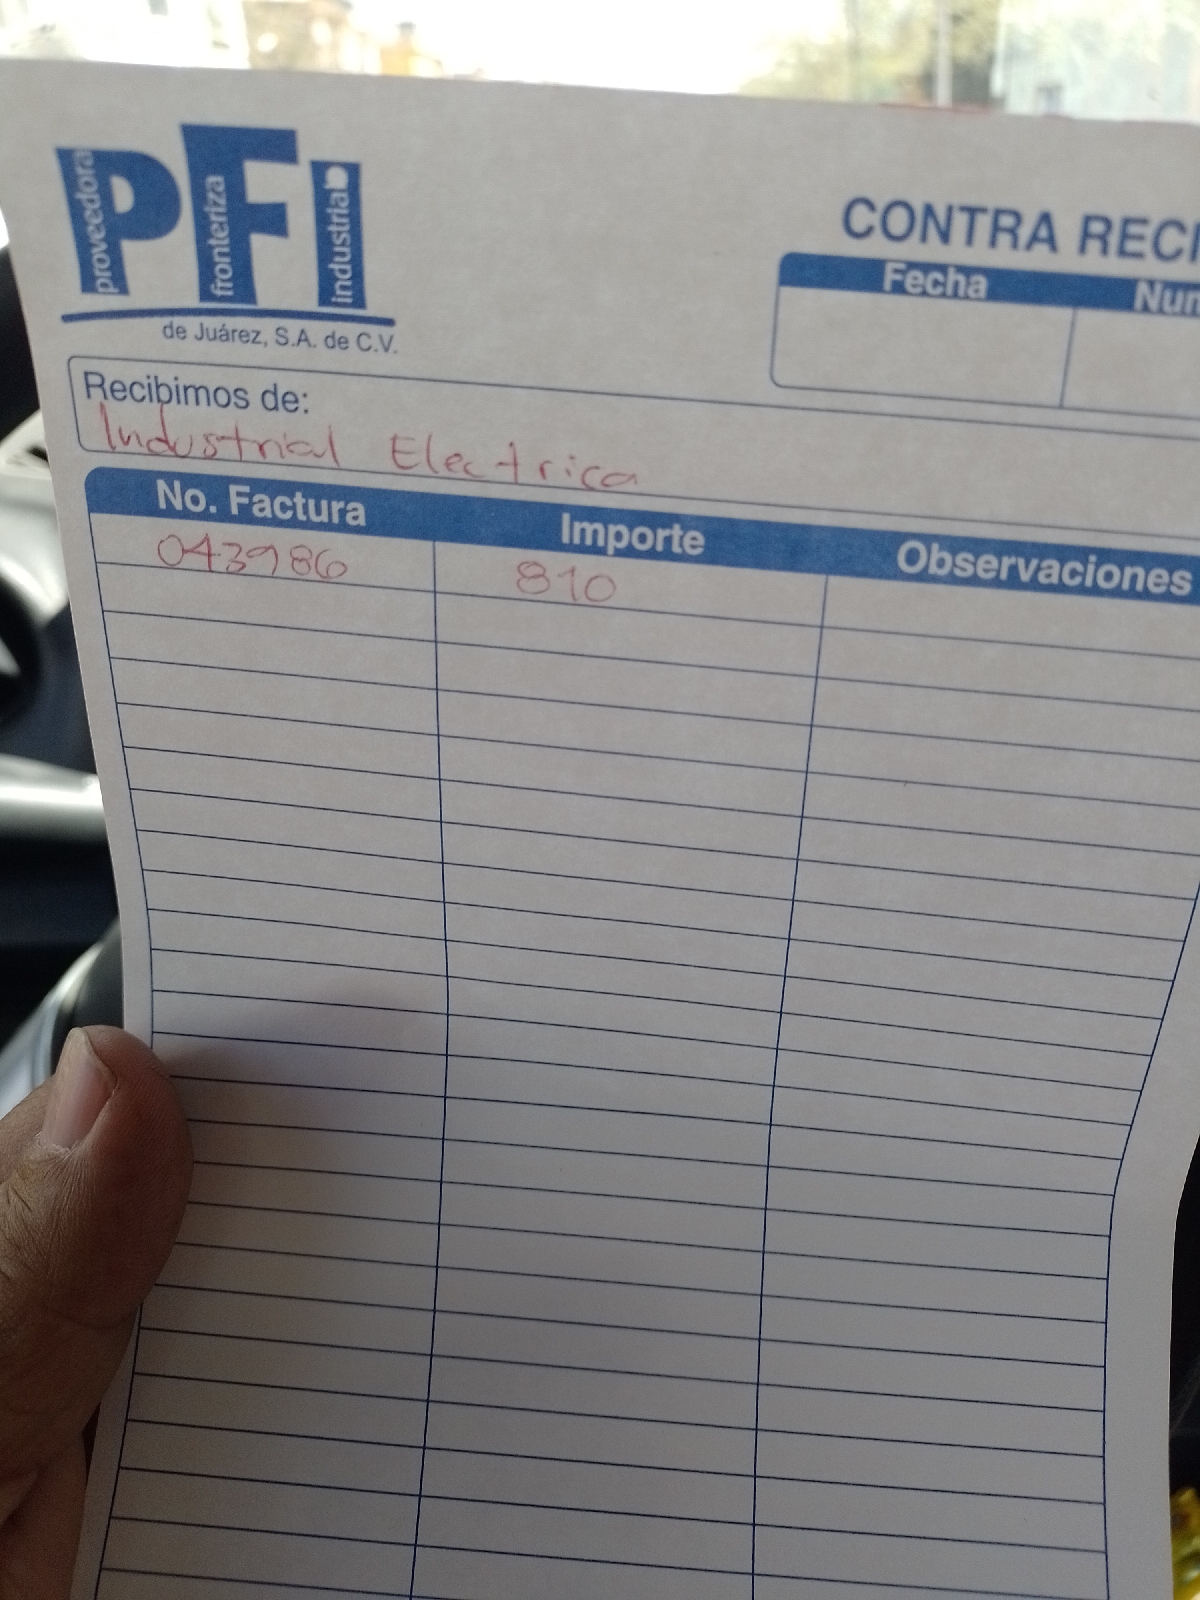 PFI
proveedora
fronteriza
industrial
de Juárez, S.A. de C.V.
CONTRA RECI
Fecha
Num
Recibimos de:
Industrial Electrica
No. Factura Importe Observaciones
043986 810